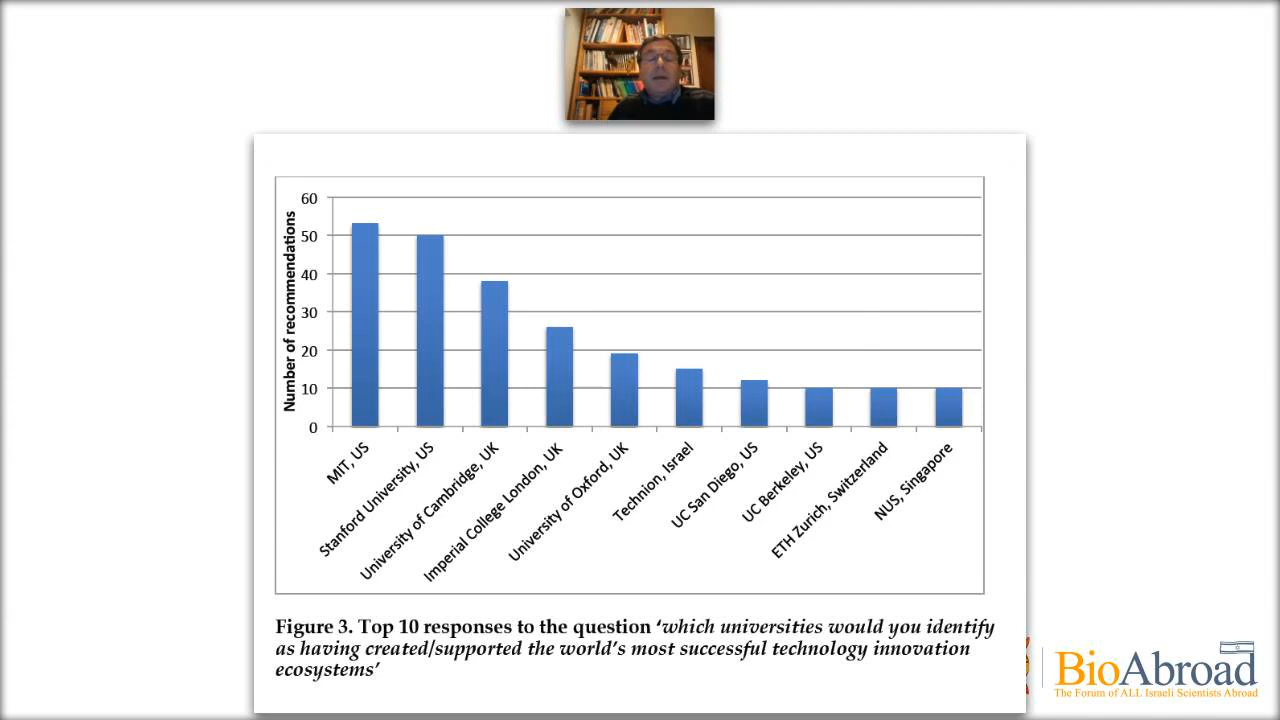 60
50
40
30
20
10
0
Number of recommendations
MIT, US
Stanford University, US
University of Cambridge, UK
Imperial College London, UK
University of Oxford, UK
Technion, Israel
UC San Diego, US
UC Berkeley, US
ETH Zurich, Switzerland
NUS, Singapore
Figure 3. Top 10 responses to the question ‘which universities would you identify
as having created/supported the world’s most successful technology innovation
ecosystems’
BioAbroad
The Forum of ALL Israeli Scientists Abroad